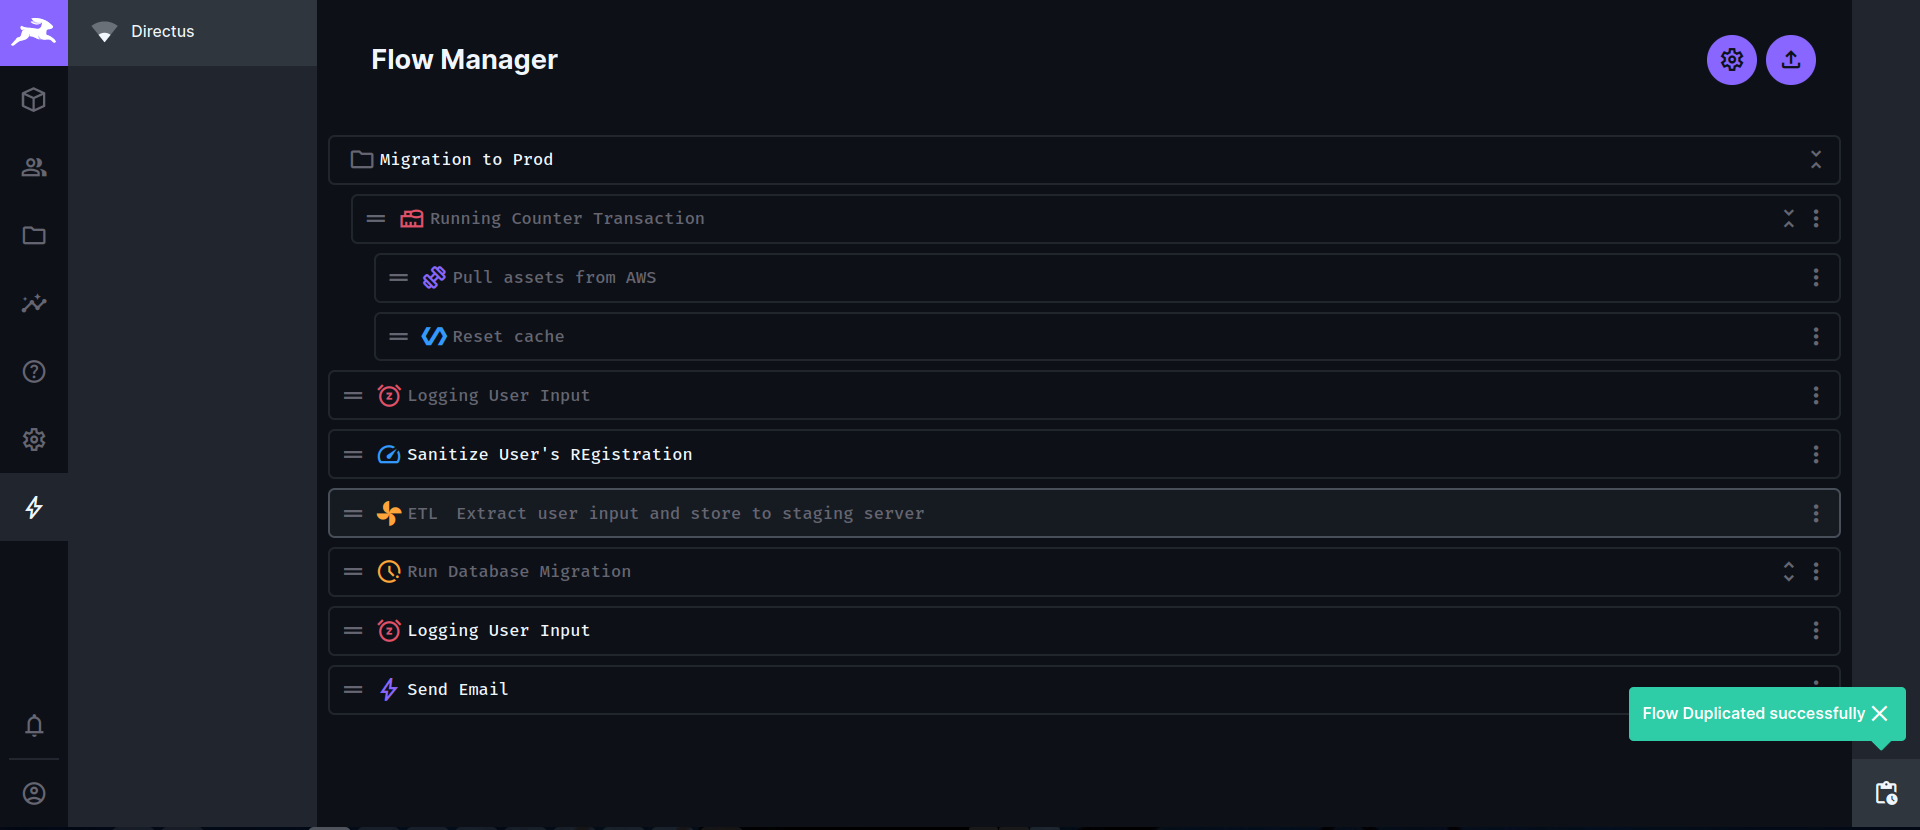 Directus
Flow Manager
Migration to Prod
Running Counter Transaction
Pull assets from AWS
Reset cache
Logging User Input
Sanitize User's REgistration
ETL  Extract user input and store to staging server
Run Database Migration
Logging User Input
Send Email
Flow Duplicated successfully